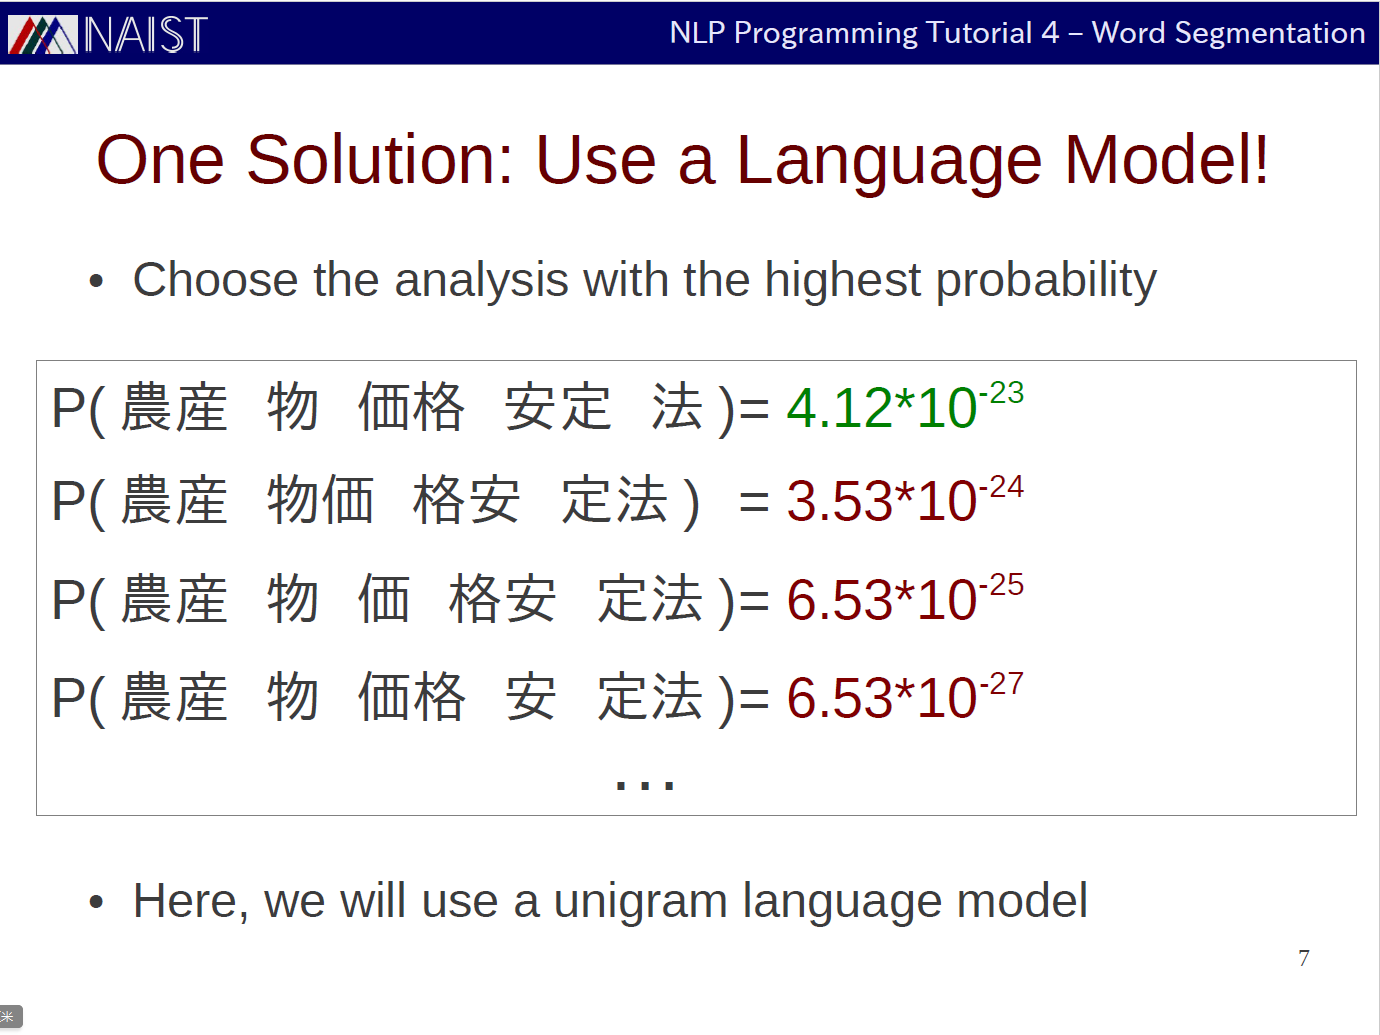 NAIST
NLP Programming Tutorial 4 – Word Segmentation
One Solution: Use a Language Model!
• Choose the analysis with the highest probability
P( 農産 物 価格 安定 法 )= 4.12*10-23
P( 農産 物価 格安 定法 ) = 3.53*10-24
P( 農産 物 価 格安 定法 )= 6.53*10-25
P( 農産 物 価格 安 定法 )= 6.53*10-27
…
• Here, we will use a unigram language model
7
米